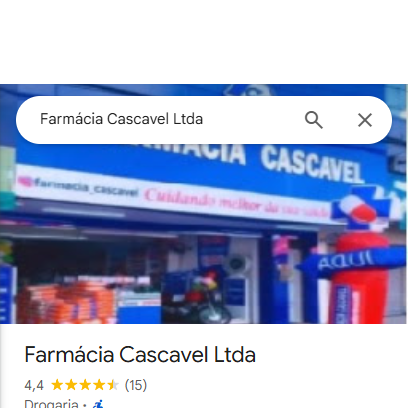 Farmácia Cascavel Ltda
FARMÁCIA CASCAVEL
farmacia_cascavel
Cuidando melhor da sua saúde
AQUI
Farmácia Cascavel Ltda
4,4 (15)
Drogaria ·